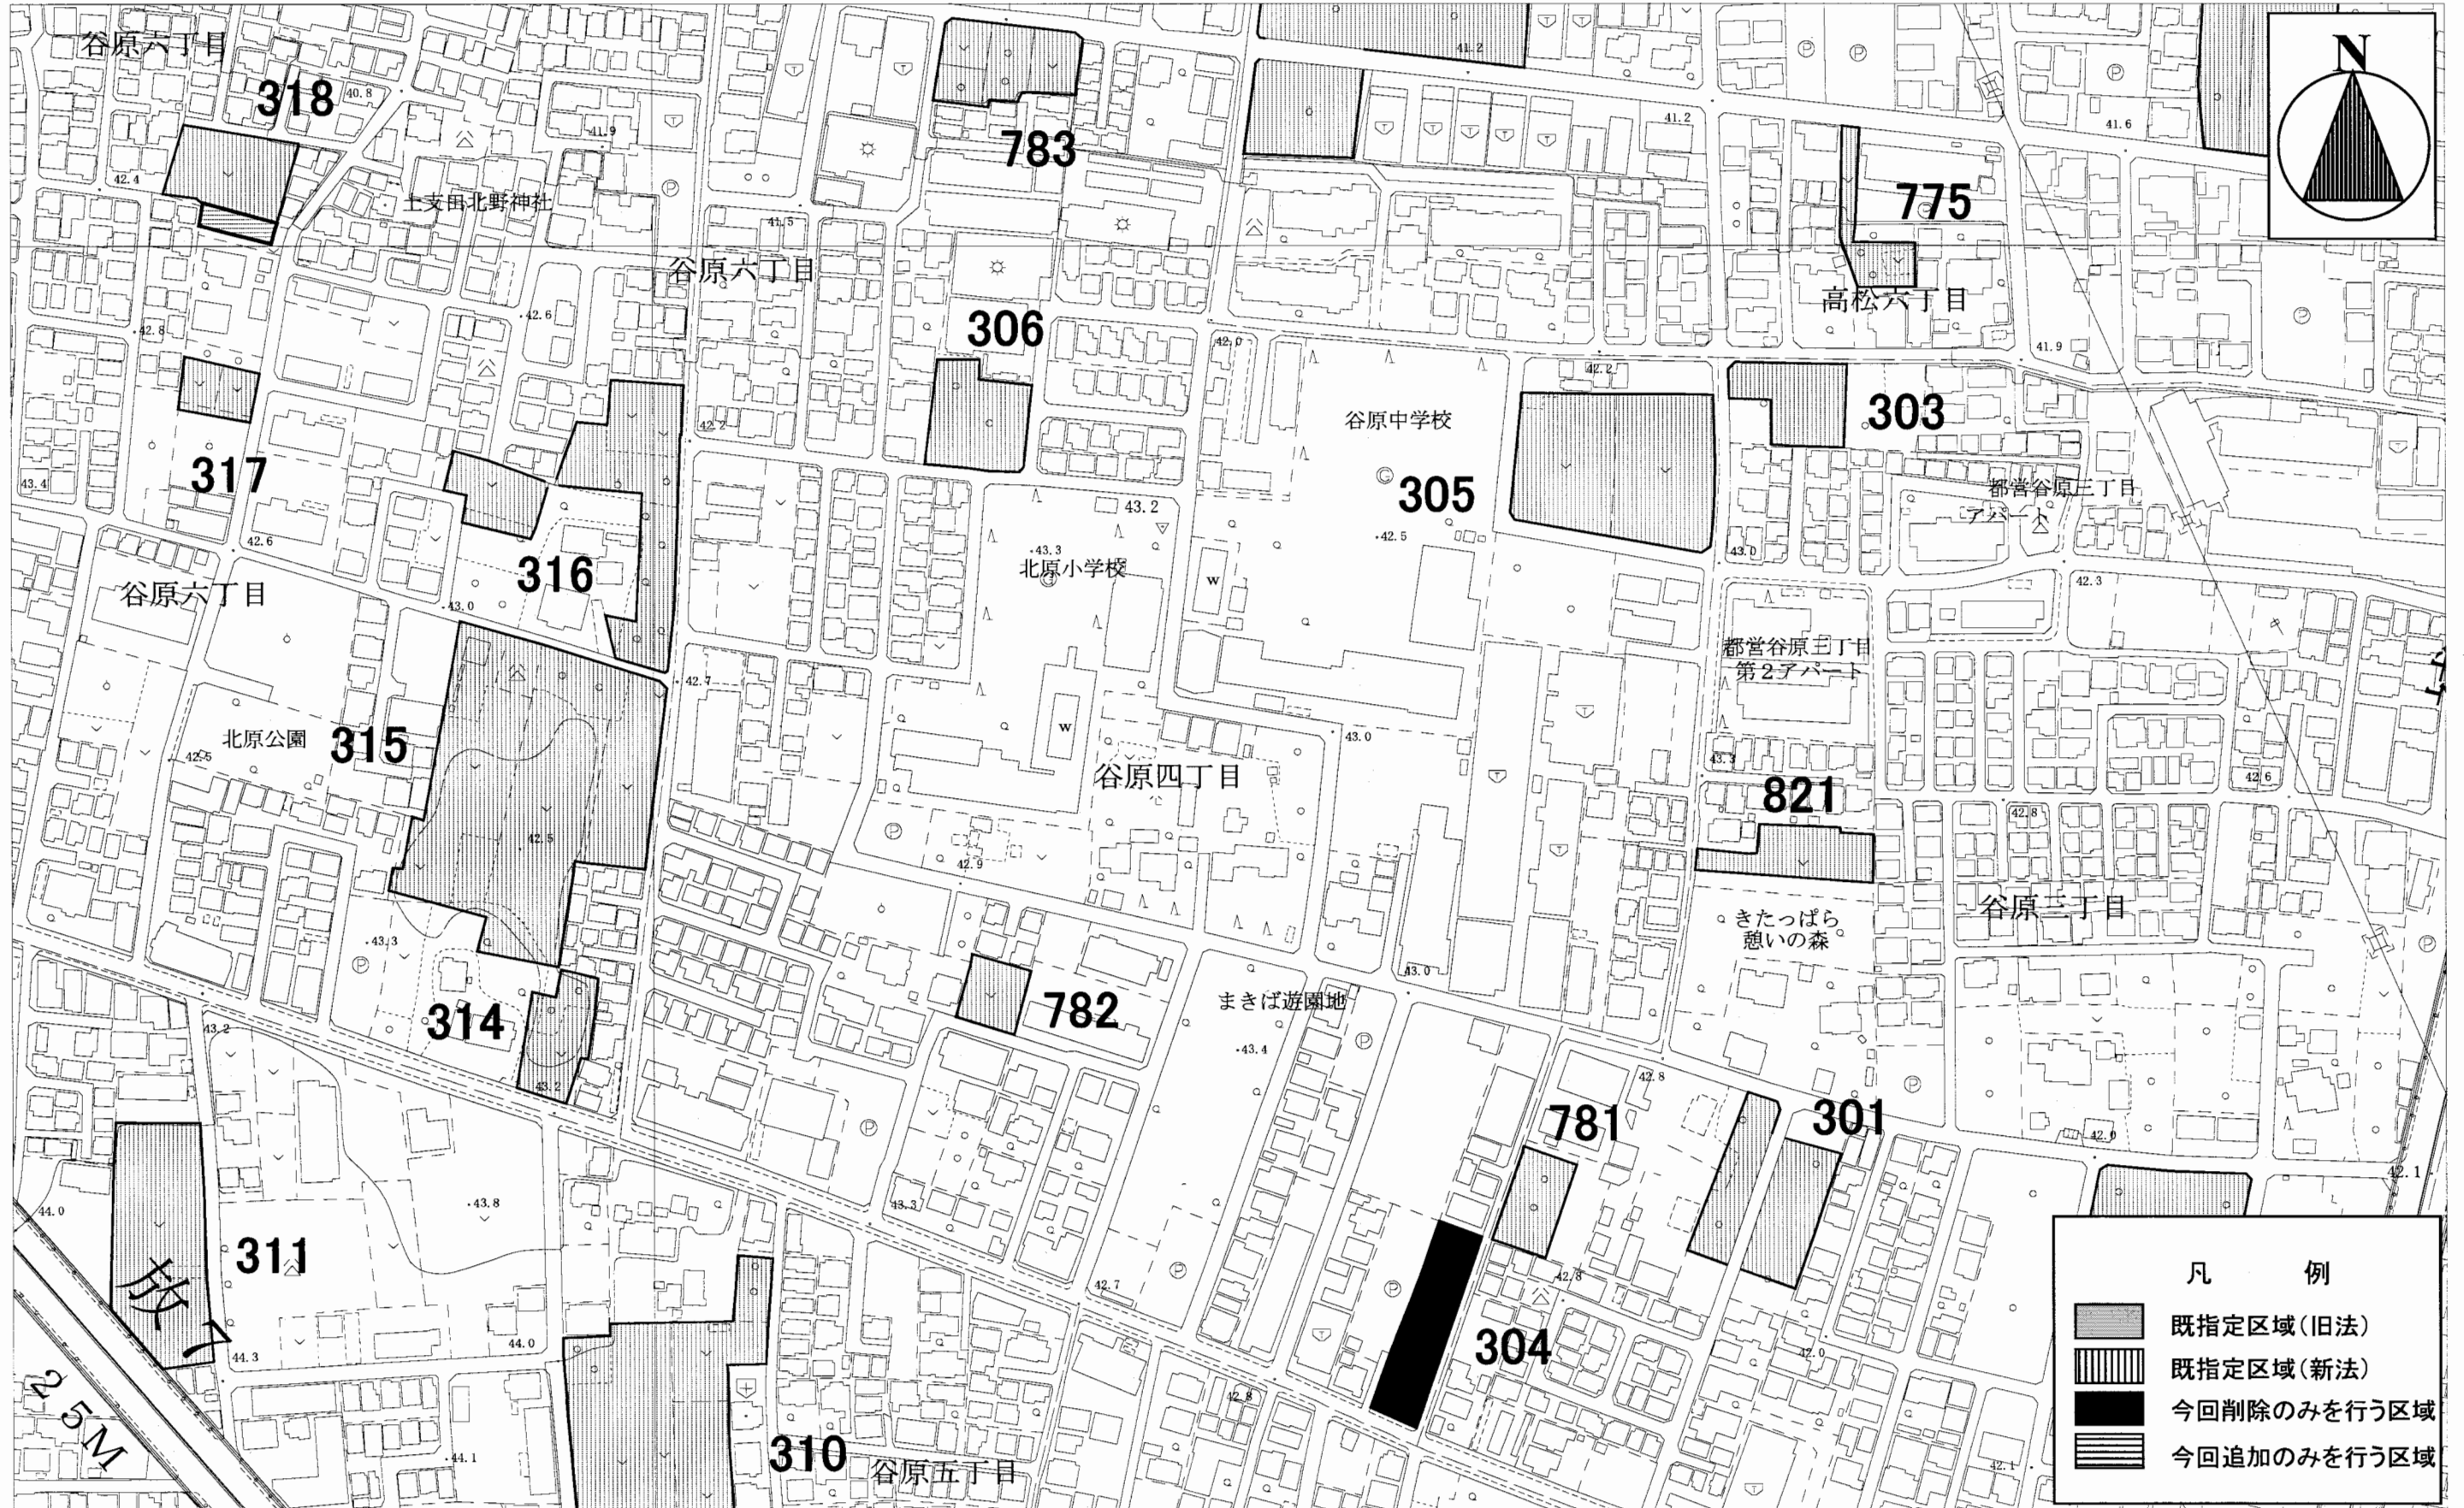 谷原六丁目
318
40.8
41.2
N
783
41.9
41.2
41.6
42.4
土支田北野神社
775
41.5
谷原六丁目
高松六丁目
42.6
306
42.8
42.0
41.9
42.2
303
谷原中学校
42.2
317
305
43.4
43.2
都営谷原三丁目
アパート
42.6
43.3
42.5
43.0
北原小学校
316
W
42.3
谷原六丁目
43.0
都営谷原三丁目
第2アパート
42.7
W
北原公園
315
42.5
43.0
谷原四丁目
43.3
42.6
821
42.5
42.8
42.9
きたっぱら
憩いの森
谷原三丁目
43.3
43.0
314
782
まきば遊園地
43.2
43.4
43.2
42.8
781
301
42.0
42.1
44.0
43.8
43.3
311
放7
42.7
42.8
凡 例
既指定区域(旧法)
既指定区域(新法)
今回削除のみを行う区域
今回追加のみを行う区域
44.3
44.0
304
42.0
25M
42.8
44.1
310
谷原五丁目
42.1